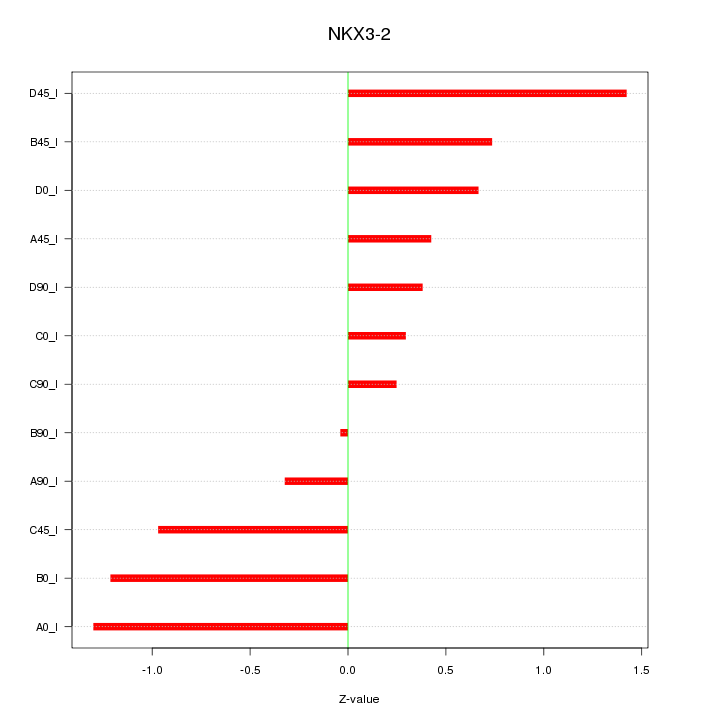 NKX3-2
D45_I
B45_I
D0_I
A45_I
D90_I
C0_I
C90_I
B90_I
A90_I
C45_I
B0_I
A0_I
-1.0 -0.5 0.0 0.5 1.0 1.5
Z-value